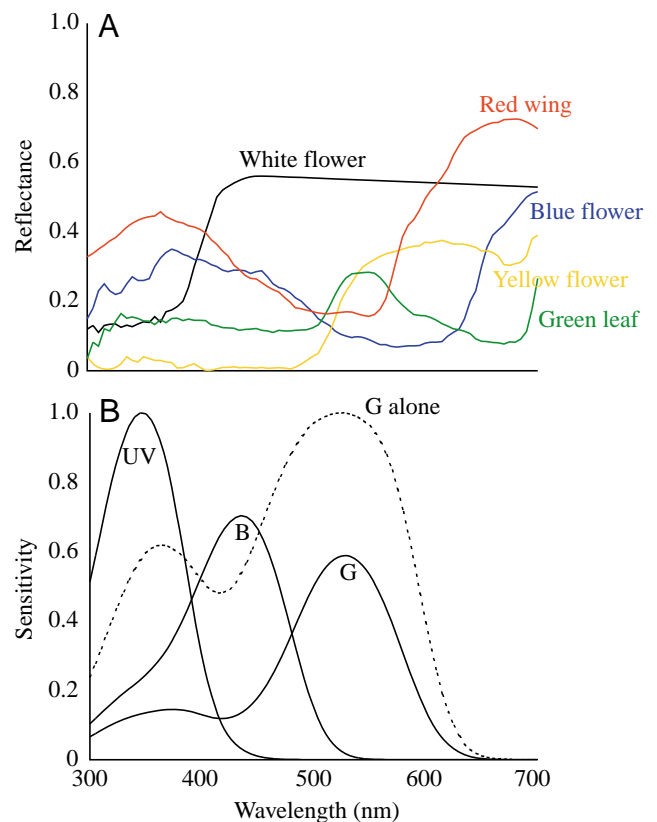 A
1.0
0.8
0.6
0.4
0.2
0
Reflectance
Red wing
White flower
Blue flower
Yellow flower
Green leaf
B
1.0
0.8
0.6
0.4
0.2
0
Sensitivity
G alone
UV
B
G
300
400
500
600
700
Wavelength (nm)